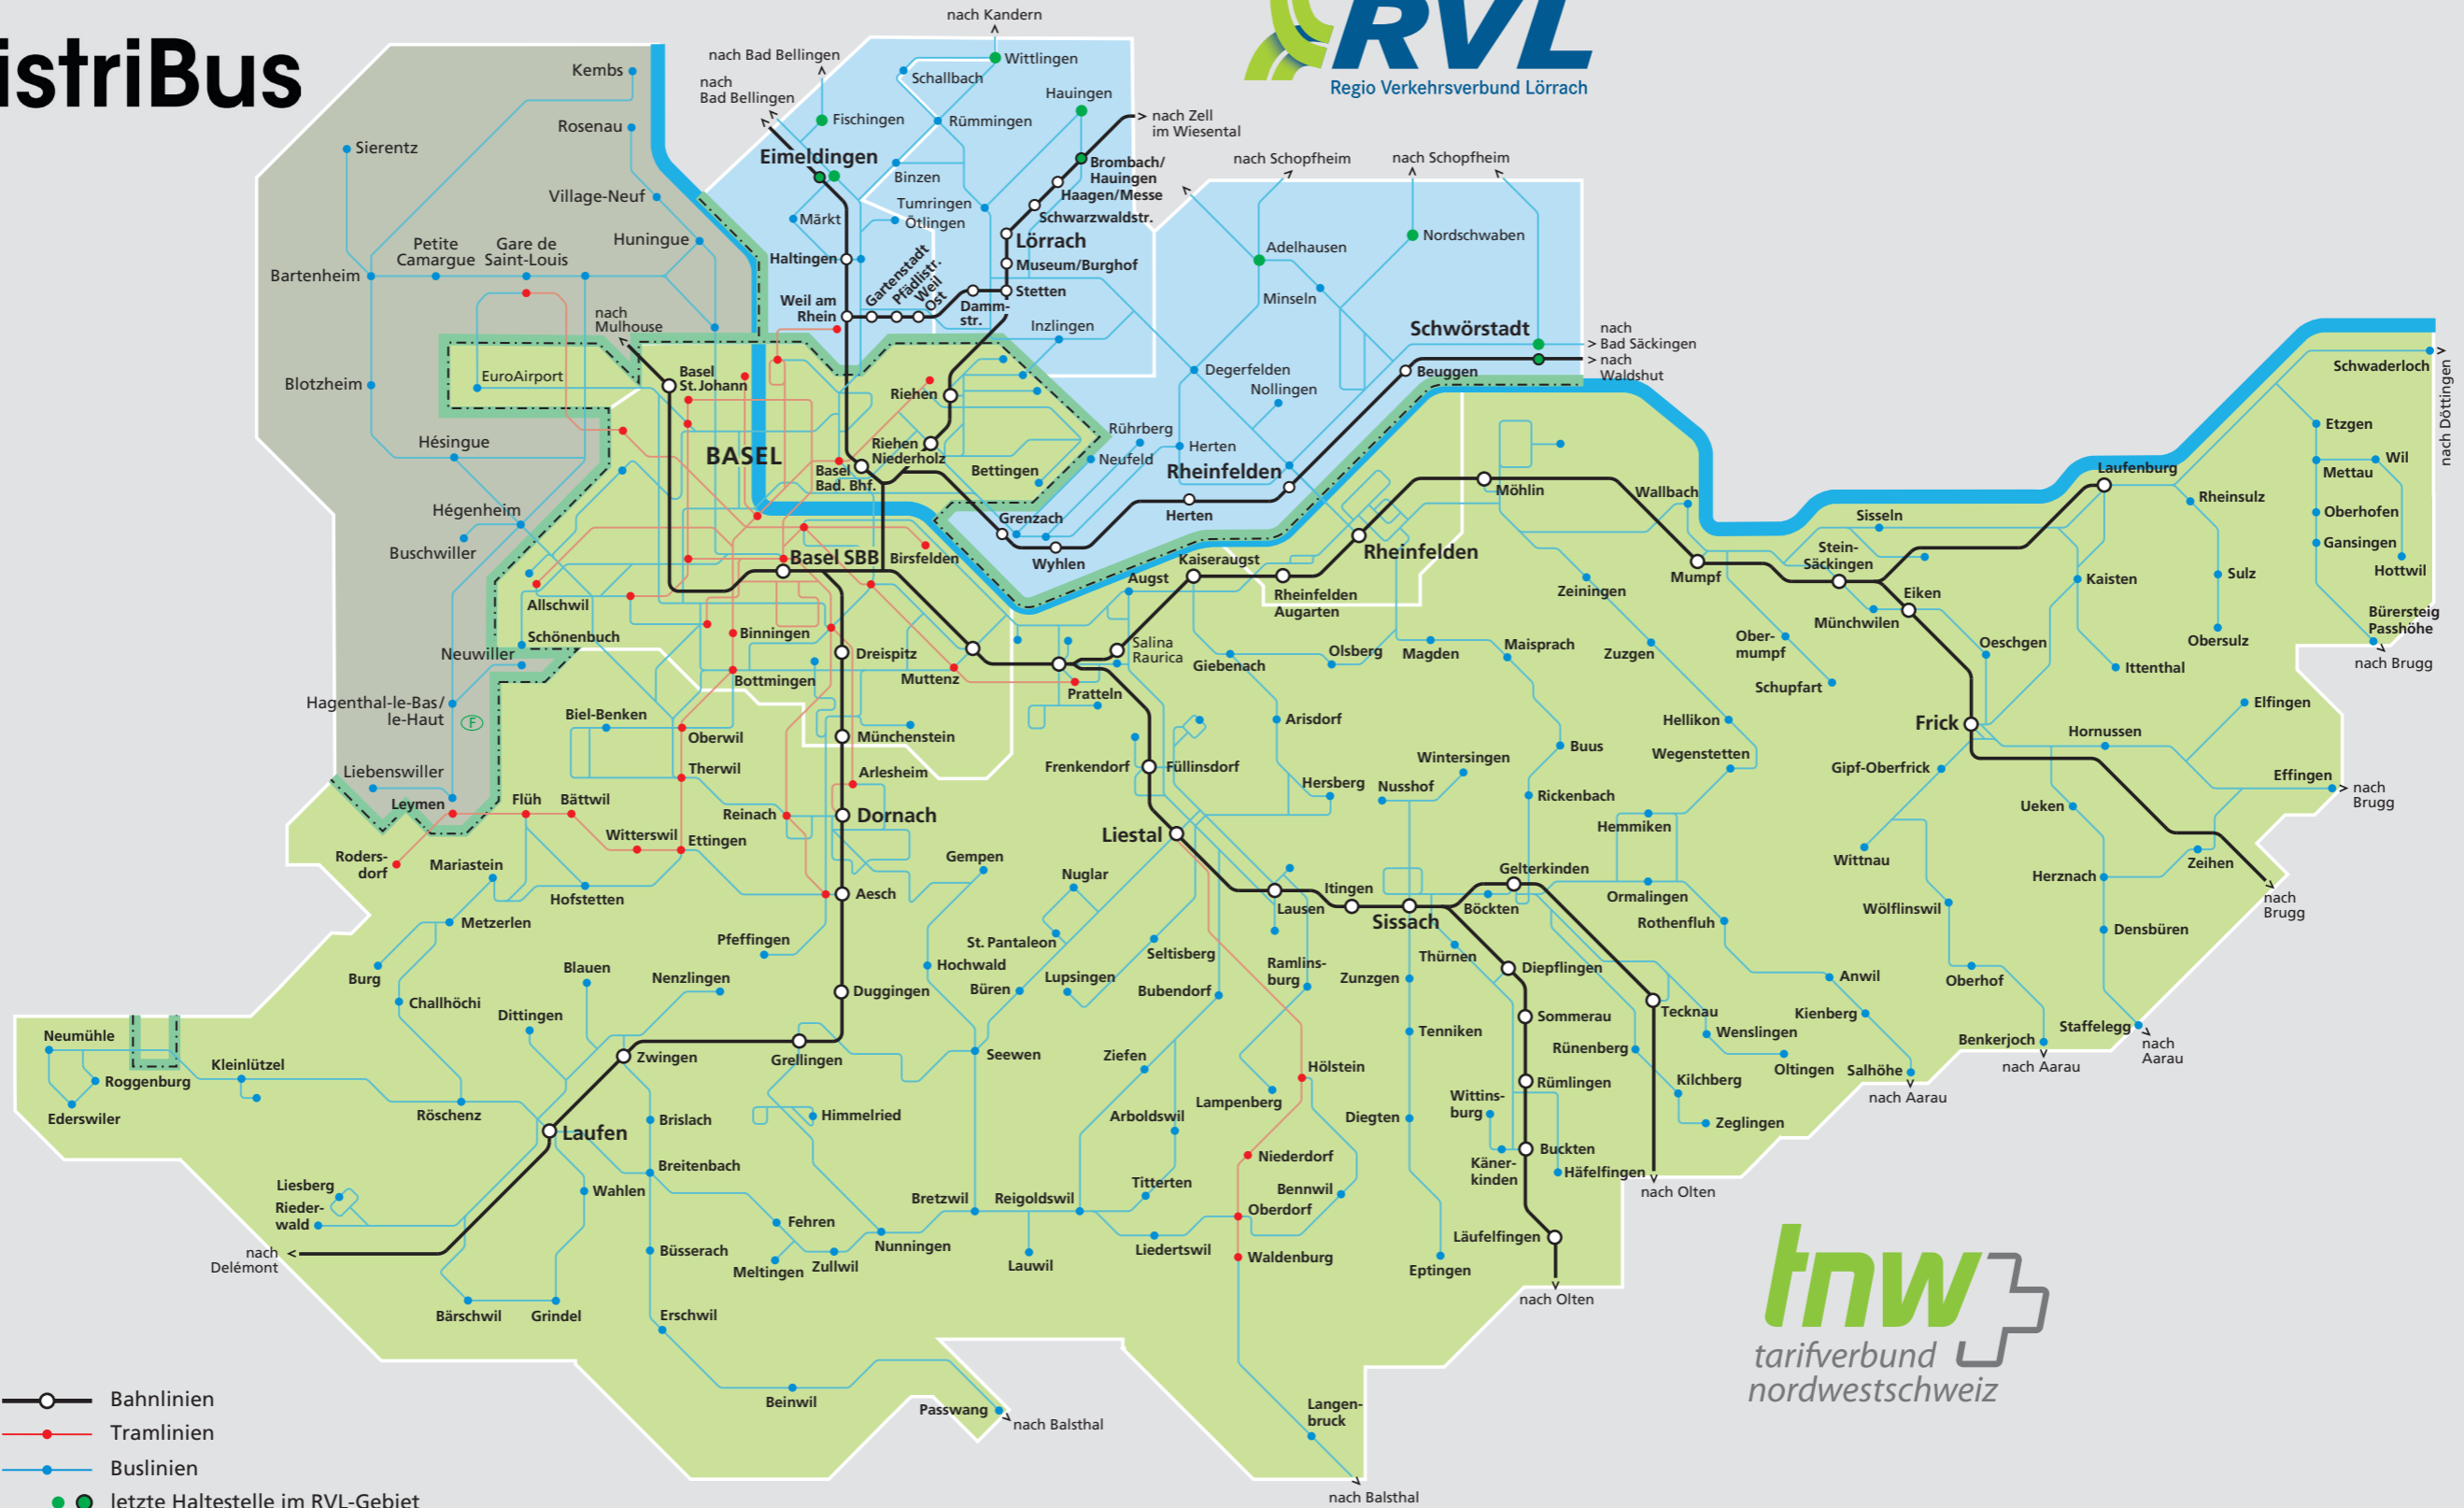 istriBus
RVL
Regio Verkehrsverbund Lörrach
nach Kandern
nach Bad Bellingen
nach
Bad Bellingen
Wittlingen
Schallbach
Kembs
Hauingen
Fischingen
Rümmingen
nach Zell
im Wiesental
Rosenau
Sierentz
Eimeldingen
Brombach/
Hauingen
nach Schopfheim
nach Schopfheim
Binzen
Haagen/Messe
Village-Neuf
Tumringen
Märkt
Ötlingen
Schwarzwaldstr.
Huningue
Petite
Camargue
Gare de
Saint-Louis
Lörrach
Adelhausen
Nordschwaben
Haltingen
Museum/Burghof
Bartenheim
Gartenstadt
Pfädlistr.
Weil
Ost
Stetten
Minseln
Weil am
Rhein
Damm-
str.
nach
Mulhouse
Inzlingen
Schwörstadt
nach
Bad Säckingen
nach
Waldshut
Schwaderloch
nach Döttingen
Blotzheim
EuroAirport
Basel
St. Johann
Riehen
Degerfelden
Beuggen
Nollingen
Etzgen
Hésingue
BASEL
Riehen
Niederholz
Rührberg
Herten
Neufeld
Basel
Bad. Bhf.
Bettingen
Rheinfelden
Möhlin
Wallbach
Laufenburg
Wil
Mettau
Rheinsulz
Hégenheim
Buschwiller
Grenzach
Herten
Sisseln
Oberhofen
Gansingen
Hottwil
Basel SBB
Birsfelden
Wyhlen
Kaiseraugst
Rheinfelden
Augst
Rheinfelden
Augarten
Mumpf
Stein-
Säckingen
Kaisten
Sulz
Zeiningen
Eiken
Münchwilen
Bürersteig
Passhöhe
Allschwil
Schönenbuch
Neuwiller
Binningen
Dreispitz
Salina
Raurica
Giebenach
Olsberg
Magden
Maisprach
Zuzgen
Ober-
mumpf
Oeschgen
Obersulz
nach Brugg
Bottmingen
Muttenz
Pratteln
Schupfart
Ittenthal
Hagenthal-le-Bas/
le-Haut
F
Biel-Benken
Oberwil
Münchenstein
Arisdorf
Hellikon
Frick
Hornussen
Elfingen
Buus
Wegenstetten
Wintersingen
Liebenswiller
Therwil
Arlesheim
Frenkendorf
Füllinsdorf
Hersberg
Nusshof
Gipf-Oberfrick
Effingen
nach
Brugg
Leymen
Flüh
Bättwil
Reinach
Dornach
Rickenbach
Hemmiken
Ueken
Witterswil
Ettingen
Liestal
Roders-
dorf
Mariastein
Gempen
Wittnau
Zeihen
Hofstetten
Aesch
Nuglar
Lausen
Itingen
Sissach
Gelterkinden
Böckten
Ormalingen
Herznach
nach
Brugg
Metzerlen
Rothenfluh
Wölflinswil
Burg
Pfeffingen
St. Pantaleon
Seltisberg
Ramlins-
burg
Thürnen
Diepflingen
Densbüren
Blauen
Nenzlingen
Hochwald
Lupsingen
Büren
Bubendorf
Zunzgen
Anwil
Oberhof
Challhöchi
Duggingen
Dittingen
Tecknau
Kienberg
Sommerau
Wenslingen
Staffelegg
Neumühle
Tenniken
Benkerjoch
nach
Aarau
Zwingen
Grellingen
Seewen
Ziefen
Rünenberg
Oltingen
Salhöhe
nach Aarau
Kleinlützel
Roggenburg
Hölstein
Rümlingen
Kilchberg
nach Aarau
Ederswiler
Röschenz
Brislach
Himmelried
Arboldswil
Lampenberg
Diegten
Wittins-
burg
Zeglingen
Laufen
Breitenbach
Niederdorf
Buckten
Käner-
kinden
Häfelfingen
nach Olten
Liesberg
Rieder-
wald
Wahlen
Bretzwil
Reigoldswil
Titterten
Bennwil
Oberdorf
Fehren
Nunningen
Läufelfingen
nach
Delémont
Büsserach
Meltingen
Zullwil
Lauwil
Liedertswil
Waldenburg
Eptingen
nach Olten
Bärschwil
Grindel
Erschwil
tnw
tarifverbund
nordwestschweiz
Beinwil
Passwang
nach Balsthal
Langen-
bruck
nach Balsthal
Bahnlinien
Tramlinien
Buslinien
letzte Haltestelle im RVL-Gebiet